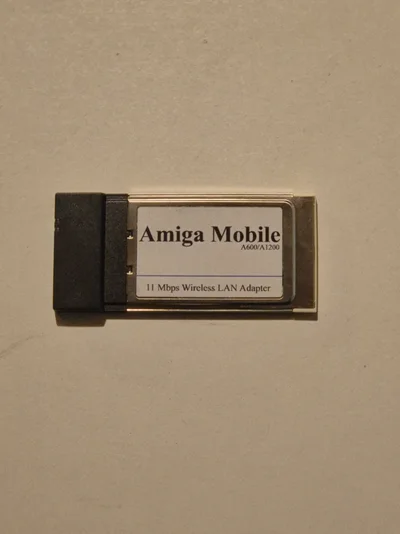 Amiga Mobile
A600/A1200
11 Mbps Wireless LAN Adapter